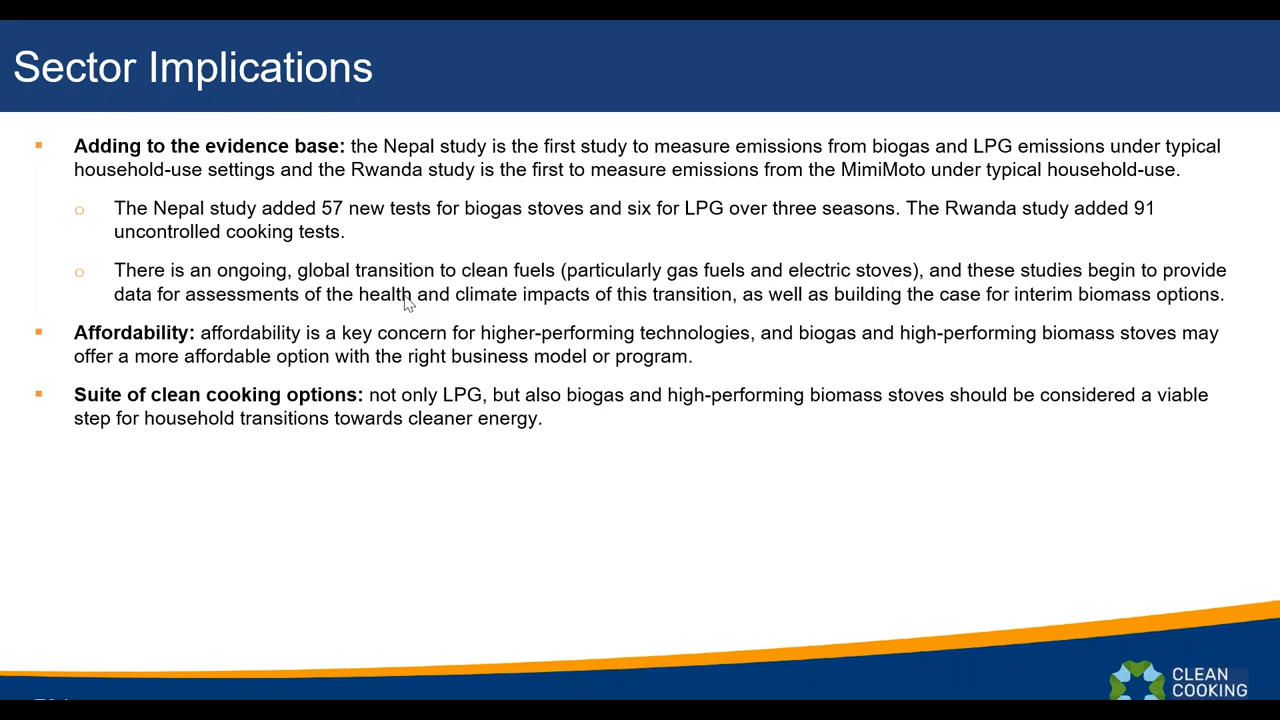 Sector Implications
▪ Adding to the evidence base: the Nepal study is the first study to measure emissions from biogas and LPG emissions under typical
household-use settings and the Rwanda study is the first to measure emissions from the MimiMoto under typical household-use.
o The Nepal study added 57 new tests for biogas stoves and six for LPG over three seasons. The Rwanda study added 91
uncontrolled cooking tests.
o There is an ongoing, global transition to clean fuels (particularly gas fuels and electric stoves), and these studies begin to provide
data for assessments of the health and climate impacts of this transition, as well as building the case for interim biomass options.
▪ Affordability: affordability is a key concern for higher-performing technologies, and biogas and high-performing biomass stoves may
offer a more affordable option with the right business model or program.
▪ Suite of clean cooking options: not only LPG, but also biogas and high-performing biomass stoves should be considered a viable
step for household transitions towards cleaner energy.
CLEAN
COOKING